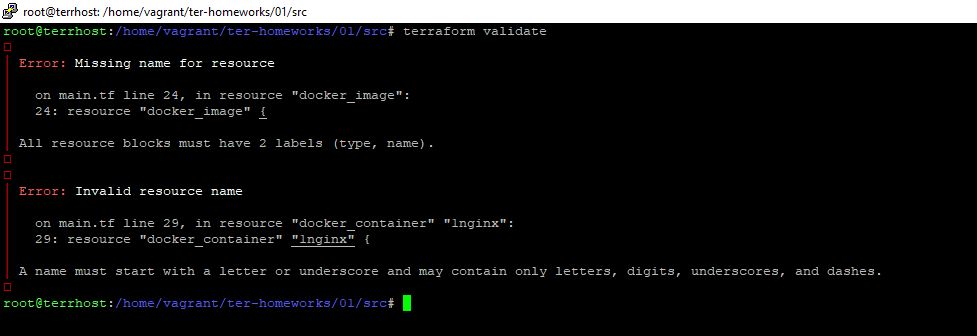 root@terrhost: /home/vagrant/ter-homeworks/01/src
root@terrhost:/home/vagrant/ter-homeworks/01/src# terraform validate
Error: Missing name for resource
on main.tf line 24, in resource "docker_image":
24: resource "docker_image" {
All resource blocks must have 2 labels (type, name).
Error: Invalid resource name
on main.tf line 29, in resource "docker_container" "1nginx":
29: resource "docker_container" "1nginx" {
A name must start with a letter or underscore and may contain only letters, digits, underscores, and dashes.
root@terrhost:/home/vagrant/ter-homeworks/01/src#